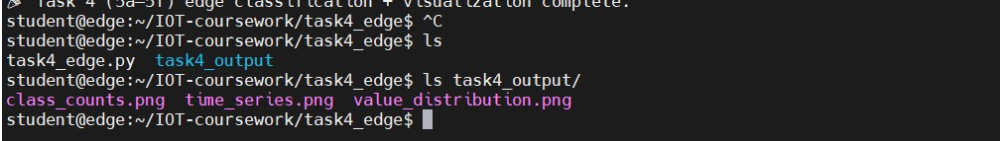 Task 4 (5a–5f) edge classification + visualization complete.
student@edge:~/IOT-coursework/task4_edge$ ^C
student@edge:~/IOT-coursework/task4_edge$ ls
task4_edge.py  task4_output
student@edge:~/IOT-coursework/task4_edge$ ls task4_output/
class_counts.png  time_series.png  value_distribution.png
student@edge:~/IOT-coursework/task4_edge$